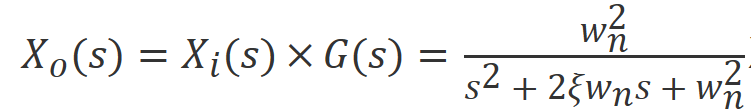 Xₒ(s) = Xᵢ(s) × G(s) = wₙ² / (s² + 2ξwₙs + wₙ²)